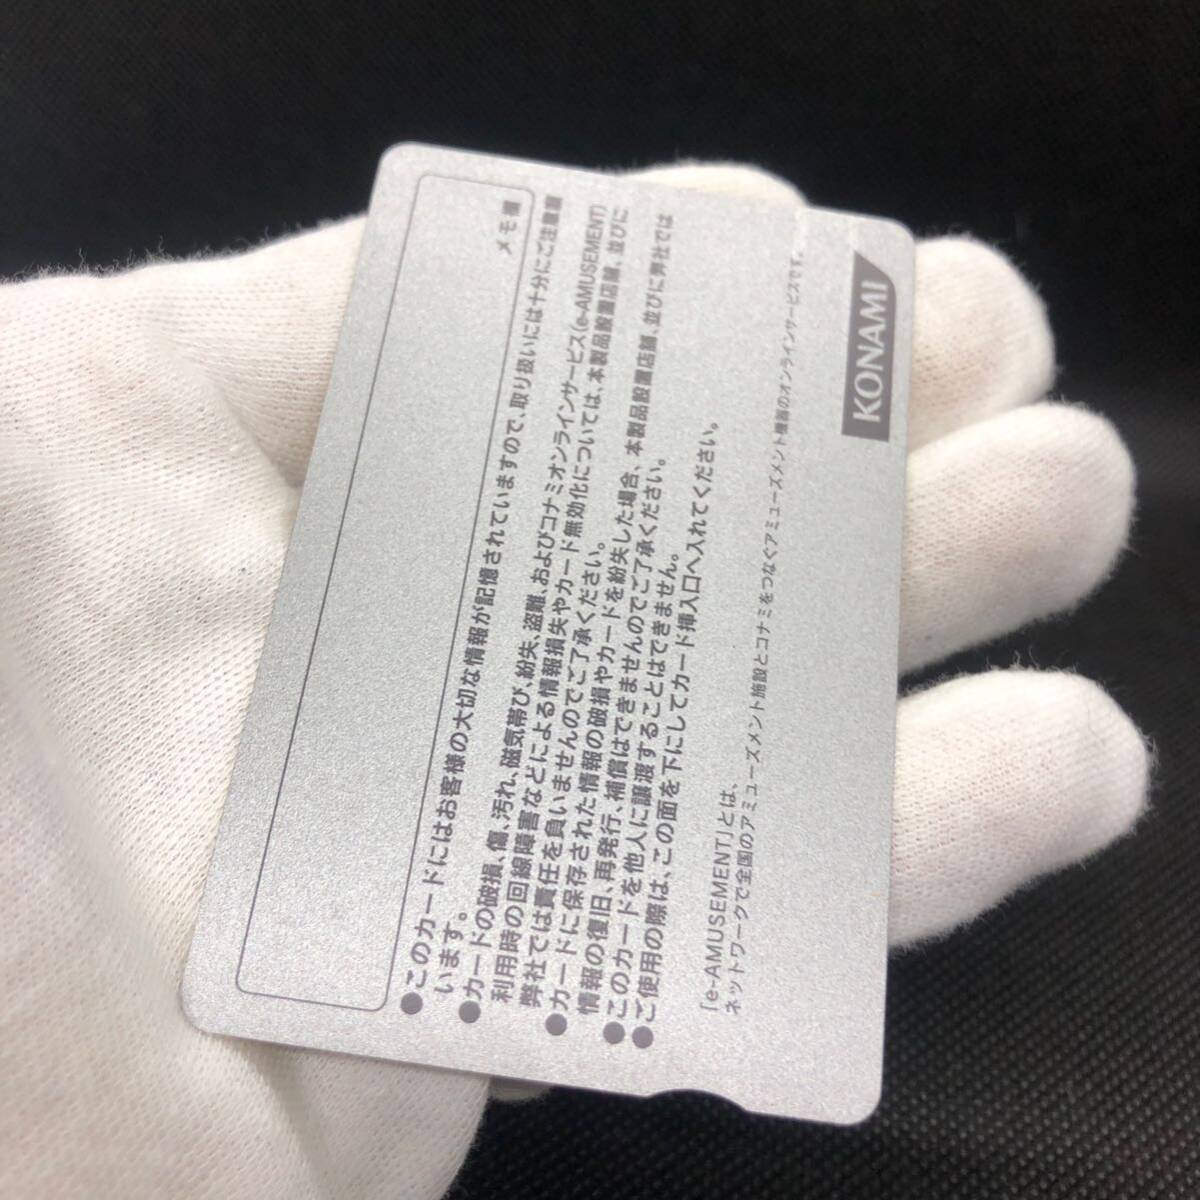 メモ欄
●このカードにはお客様の大切な情報が記憶されていますので、取り扱いには十分にご注意願
います。
●カードの破損、傷、汚れ、磁気帯び、紛失、盗難、およびコナミオンラインサービス(e-AMUSEMENT)
利用時の回線障害などによる情報損失やカード無効化については、本製品設置店舗、並びに
弊社では責任を負いませんのでご了承ください。
●カードに保存された情報の破損やカードを紛失した場合、本製品設置店舗、並びに弊社では
情報の復旧、再発行、補償はできませんのでご了承ください。
●このカードを他人に譲渡することはできません。
●ご使用の際は、この面を下にしてカード挿入口へ入れてください。
「e-AMUSEMENT」とは、
ネットワークで全国のアミューズメント施設とコナミをつなぐアミューズメント機器のオンラインサービスです。
KONAMI